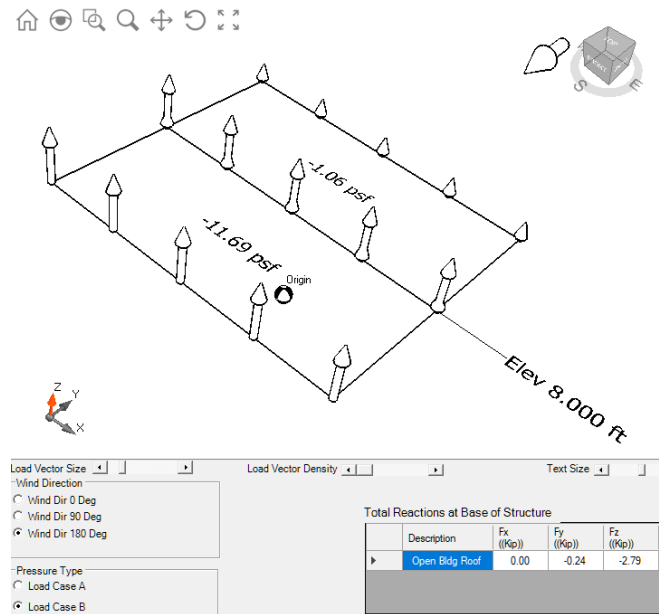 TOP
S
E
-1.06 psf
-11.69 psf
Origin
Elev 8.000 ft
Z
Y
X
Load Vector Size
Load Vector Density
Text Size
Wind Direction
Wind Dir 0 Deg
Wind Dir 90 Deg
Wind Dir 180 Deg
Total Reactions at Base of Structure
Description Fx ((Kip)) Fy ((Kip)) Fz ((Kip))
Open Bldg Roof 0.00 -0.24 -2.79
Pressure Type
Load Case A
Load Case B